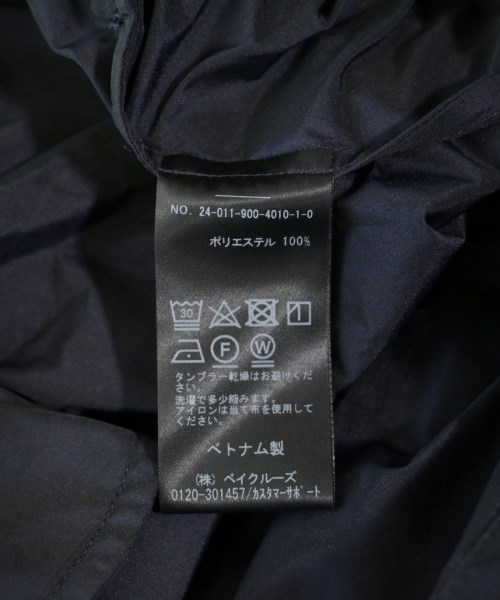 NO. 24-011-900-4010-1-0
ポリエステル 100%
30
F W
タンブラー乾燥はお避けくだ
さい。
洗濯で多少縮みます。
アイロンは当て布を使用して
ください。
ベトナム製
(株) ベイクルーズ
0120-301457/カスタマーサポート